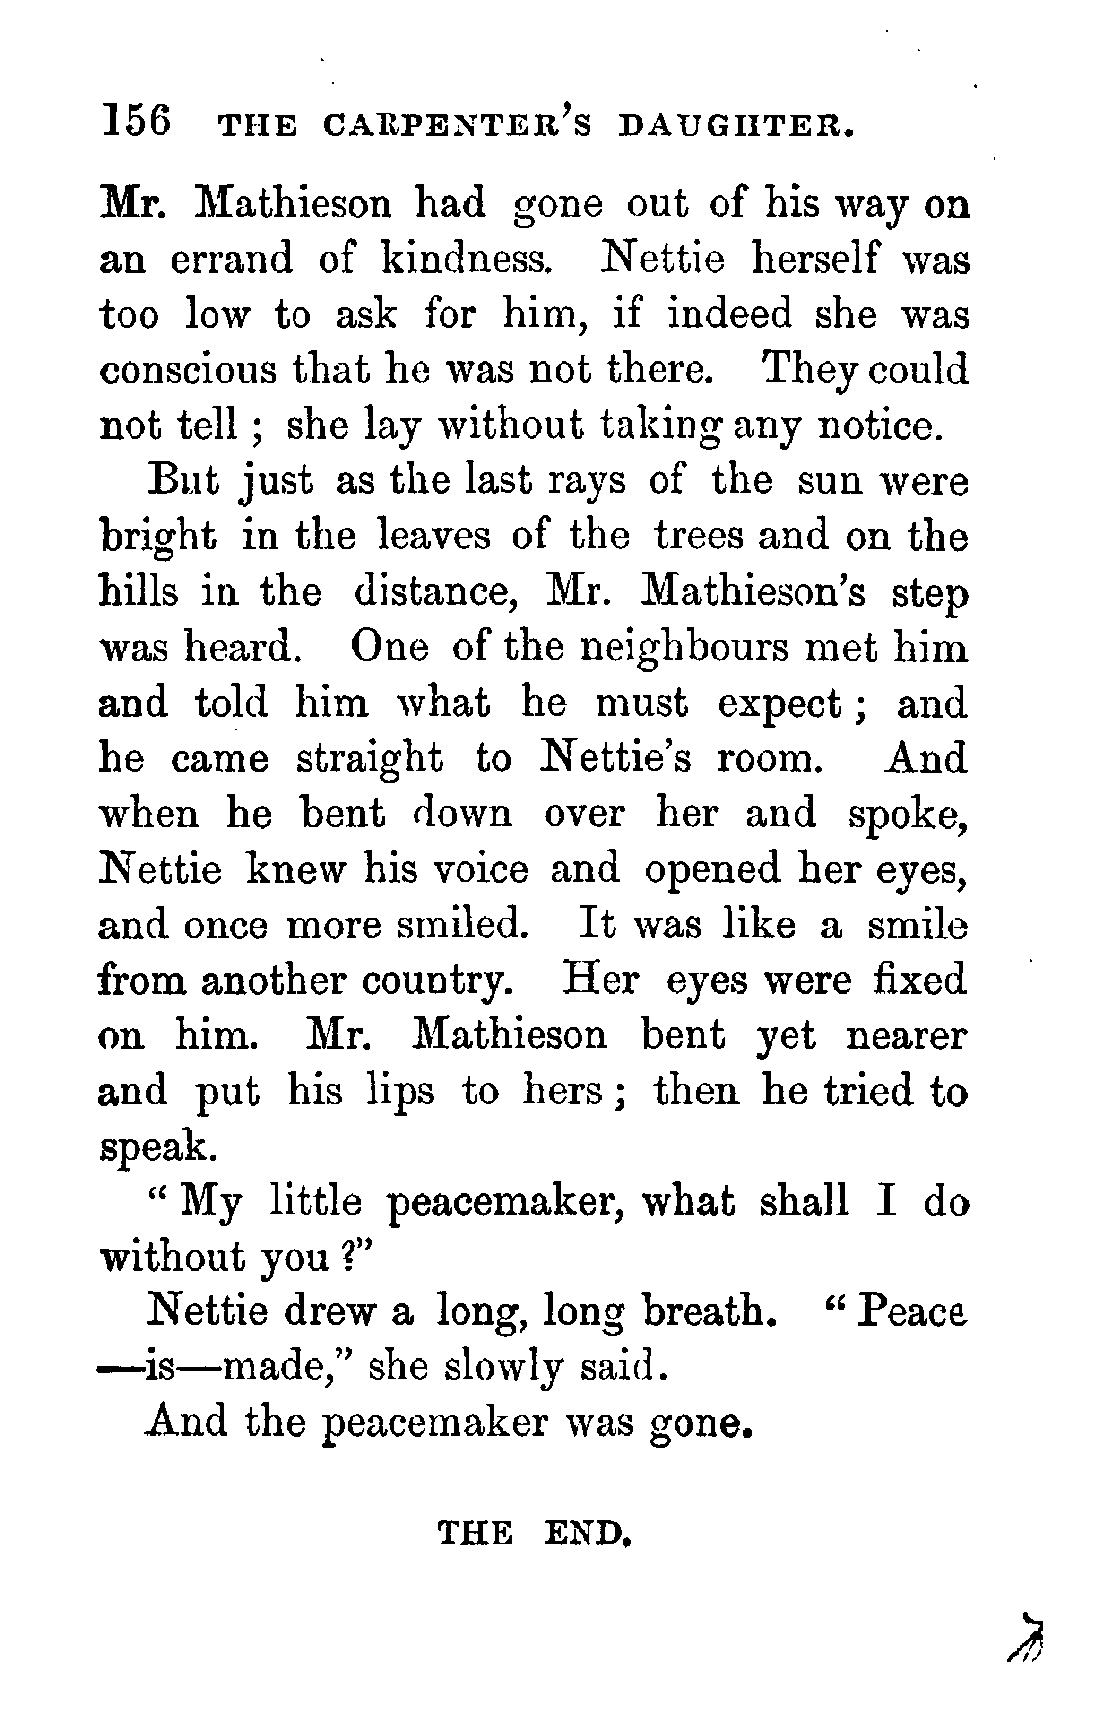 156 THE CARPENTER'S DAUGHTER.
Mr. Mathieson had gone out of his way on
an errand of kindness. Nettie herself was
too low to ask for him, if indeed she was
conscious that he was not there. They could
not tell ; she lay without taking any notice.
But just as the last rays of the sun were
bright in the leaves of the trees and on the
hills in the distance, Mr. Mathieson's step
was heard. One of the neighbours met him
and told him what he must expect ; and
he came straight to Nettie's room. And
when he bent down over her and spoke,
Nettie knew his voice and opened her eyes,
and once more smiled. It was like a smile
from another country. Her eyes were fixed
on him. Mr. Mathieson bent yet nearer
and put his lips to hers ; then he tried to
speak.
“ My little peacemaker, what shall I do
without you ?”
Nettie drew a long, long breath. “ Peace
—is—made,” she slowly said.
And the peacemaker was gone.
THE END.